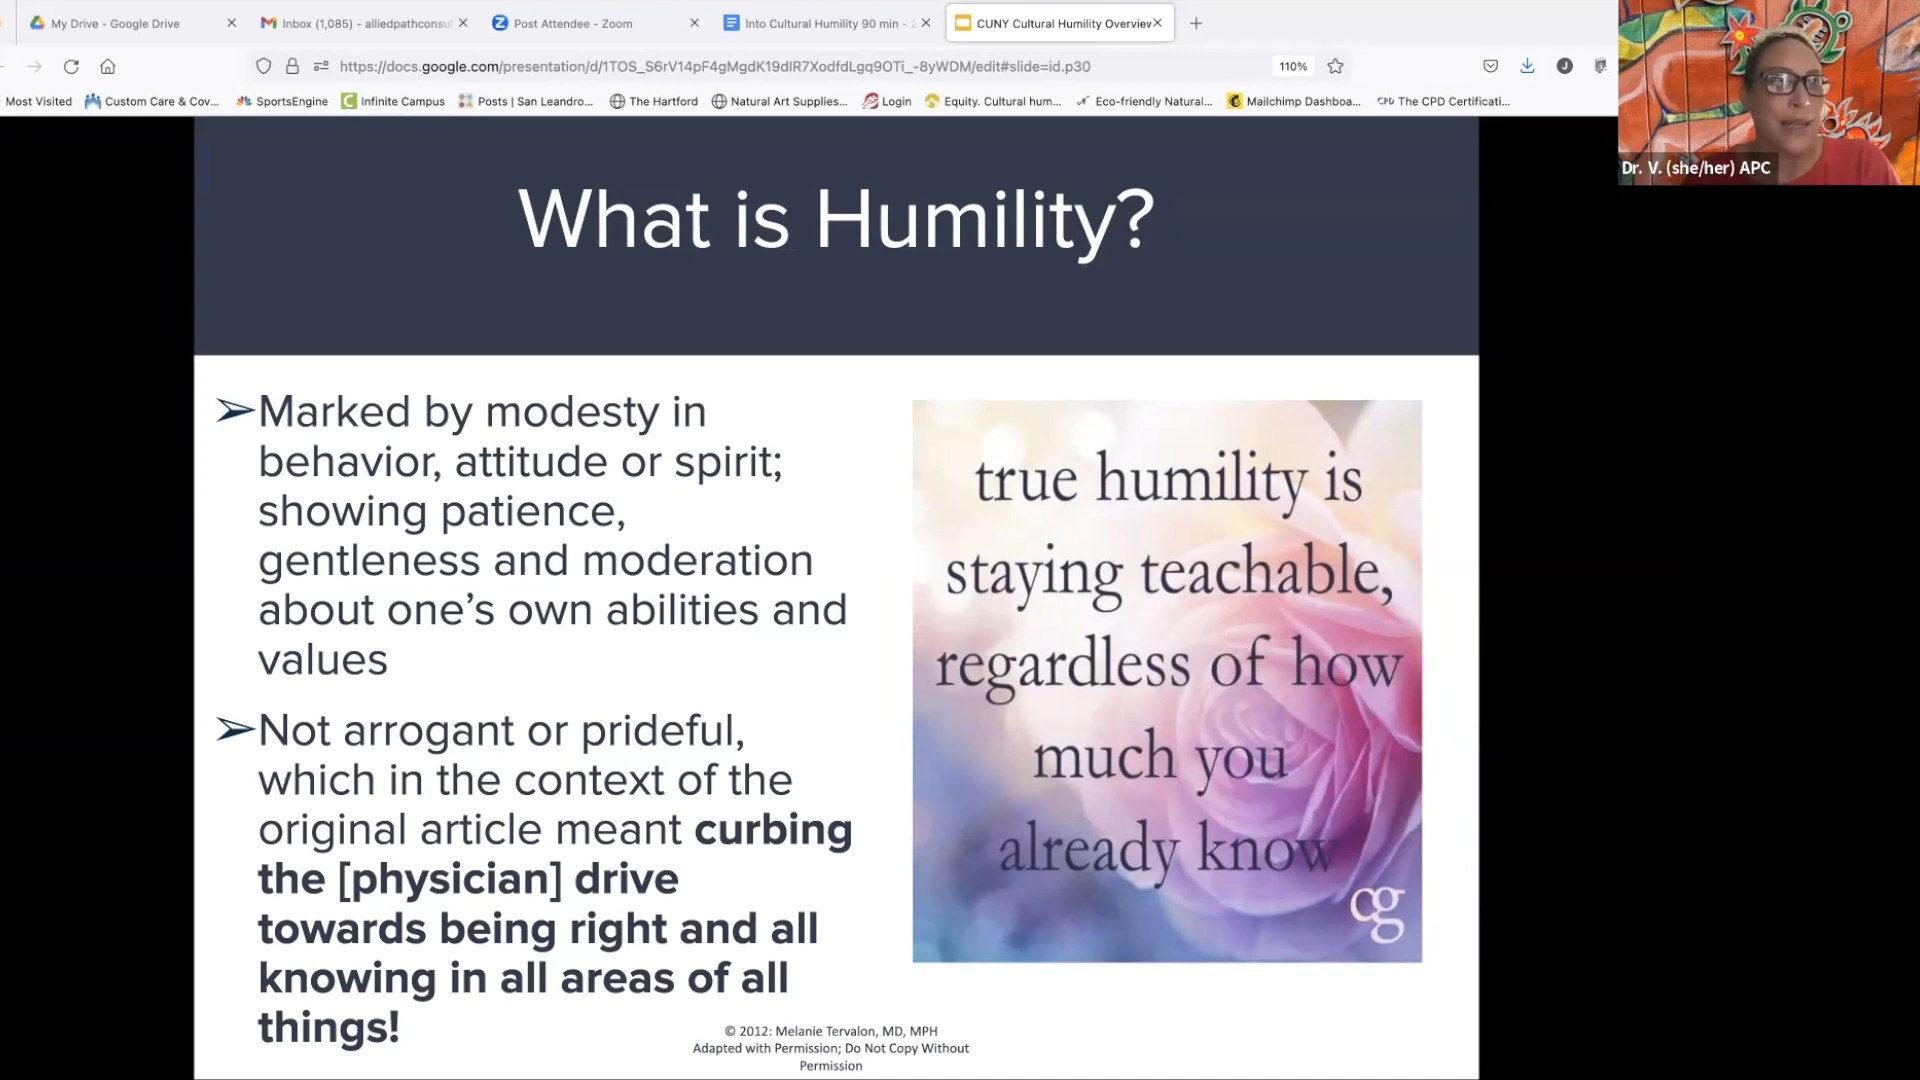 My Drive - Google Drive
Inbox (1,085) - alliedpathconsul
Post Attendee - Zoom
Into Cultural Humility 90 min -
CUNY Cultural Humility Overview
https://docs.google.com/presentation/d/1TOS_S6rV14pF4gMgdK19dlR7XodfdLgq9OTi_-8yWDM/edit#slide=id.p30
110%
J
Most Visited
Custom Care & Cov...
SportsEngine
Infinite Campus
Posts | San Leandro...
The Hartford
Natural Art Supplies...
Login
Equity. Cultural hum...
Eco-friendly Natural...
Mailchimp Dashboa...
CPD The CPD Certificati...
Dr. V. (she/her) APC
What is Humility?
➢Marked by modesty in
behavior, attitude or spirit;
showing patience,
gentleness and moderation
about one’s own abilities and
values
➢Not arrogant or prideful,
which in the context of the
original article meant curbing
the [physician] drive
towards being right and all
knowing in all areas of all
things!
true humility is
staying teachable,
regardless of how
much you
already know
cg
© 2012: Melanie Tervalon, MD, MPH
Adapted with Permission; Do Not Copy Without
Permission